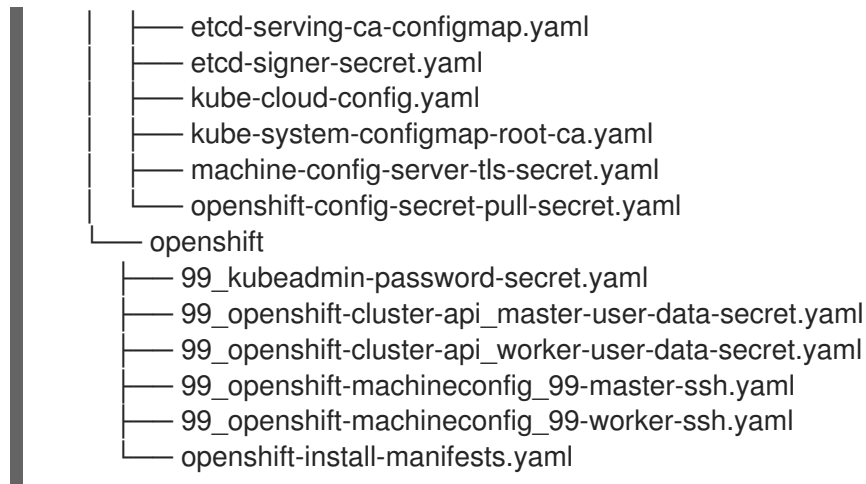 │   ├── etcd-serving-ca-configmap.yaml
│   ├── etcd-signer-secret.yaml
│   ├── kube-cloud-config.yaml
│   ├── kube-system-configmap-root-ca.yaml
│   ├── machine-config-server-tls-secret.yaml
│   └── openshift-config-secret-pull-secret.yaml
└── openshift
├── 99_kubeadmin-password-secret.yaml
├── 99_openshift-cluster-api_master-user-data-secret.yaml
├── 99_openshift-cluster-api_worker-user-data-secret.yaml
├── 99_openshift-machineconfig_99-master-ssh.yaml
├── 99_openshift-machineconfig_99-worker-ssh.yaml
└── openshift-install-manifests.yaml